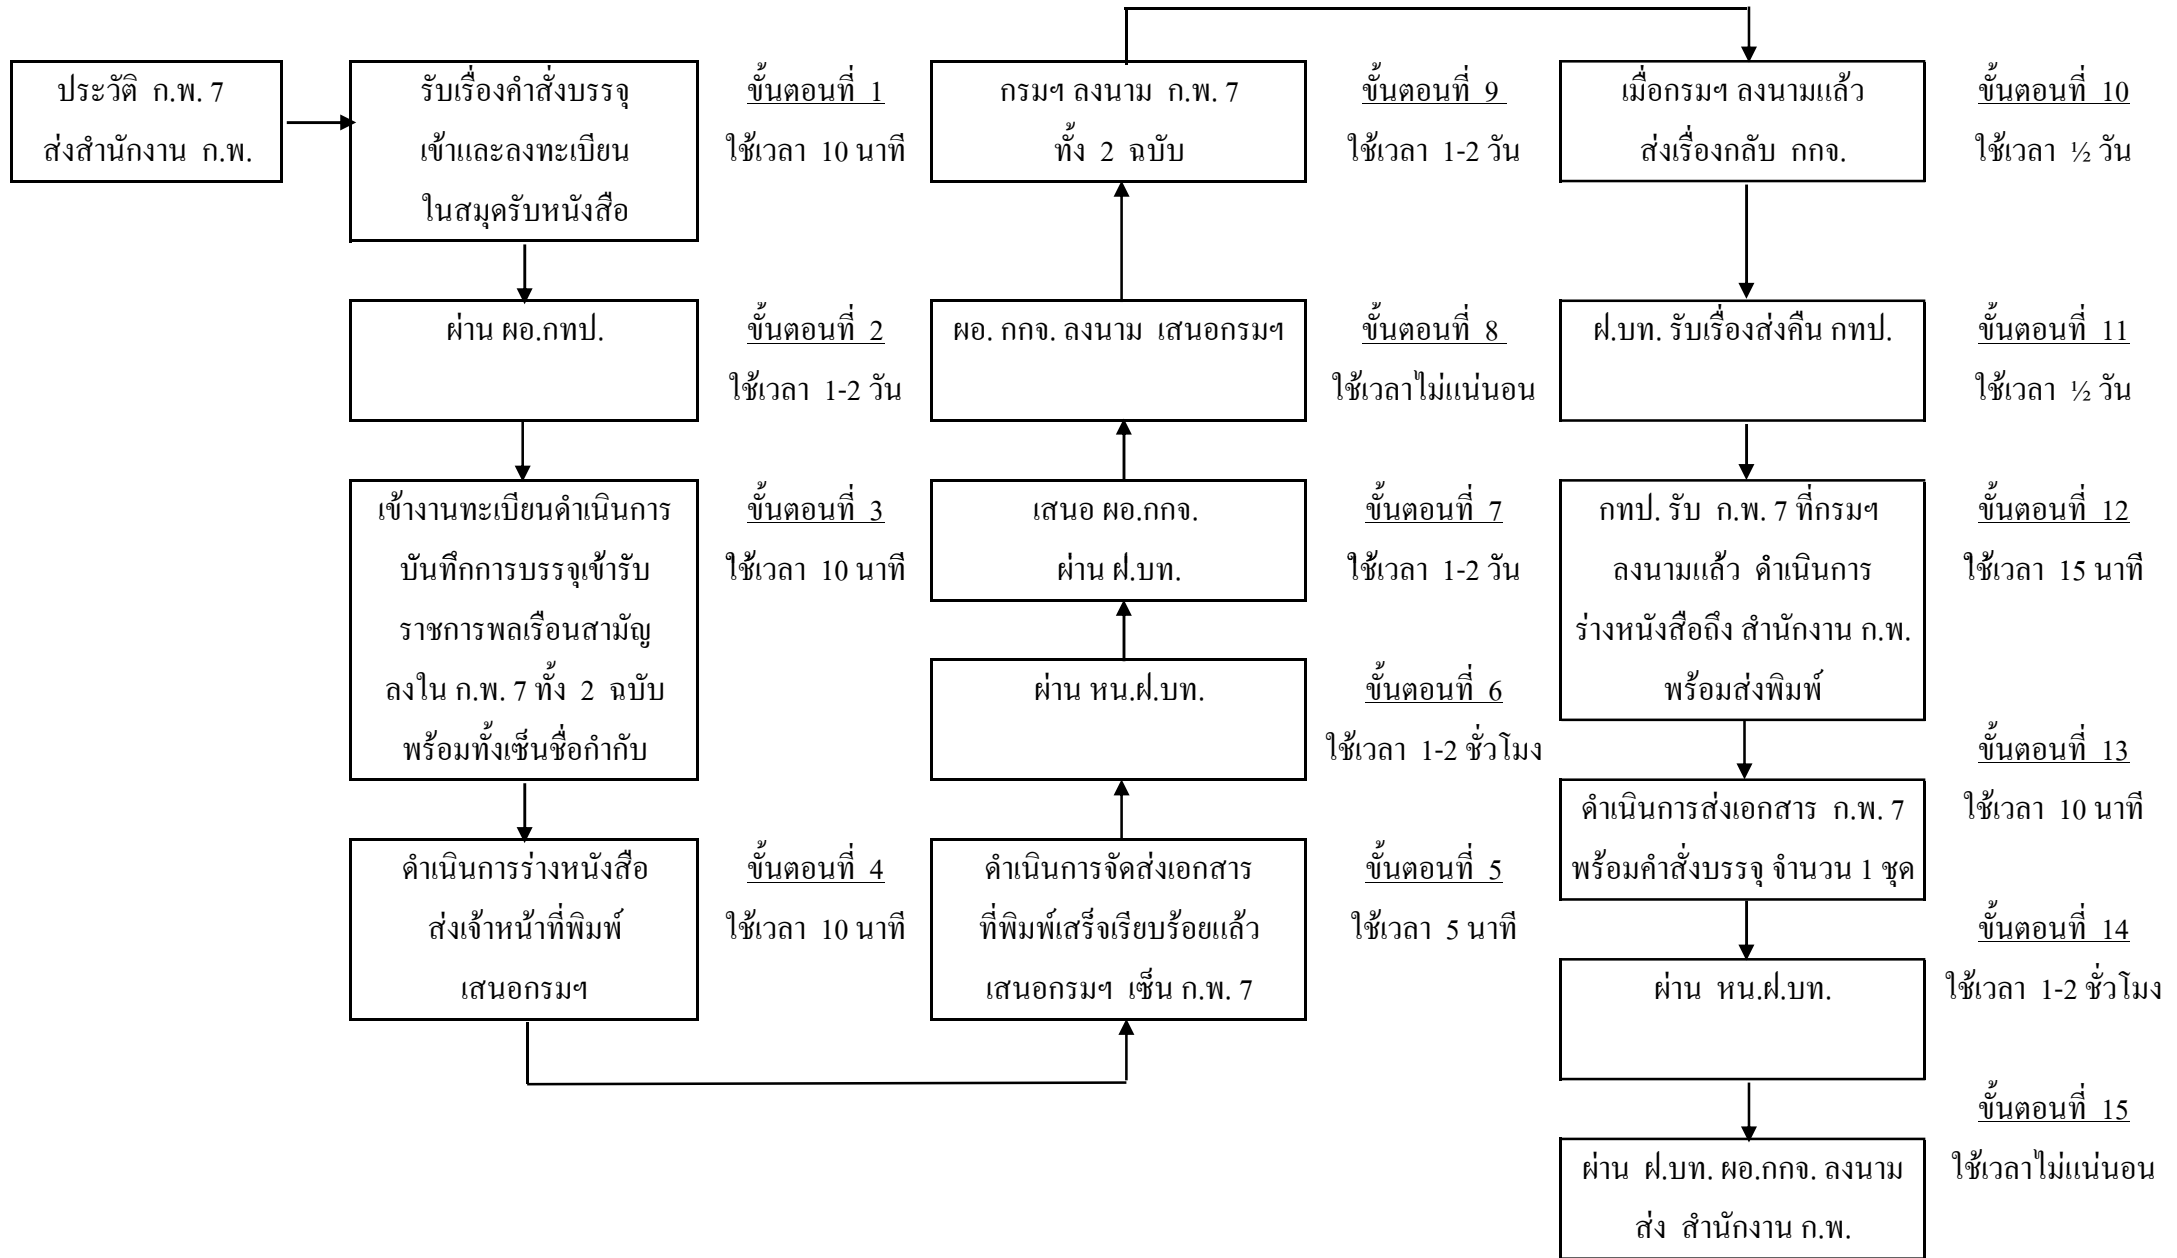 ประวัติ ก.พ. 7
ส่งสำนักงาน ก.พ.
รับเรื่องคำสั่งบรรจุ
เข้าและลงทะเบียน
ในสมุดรับหนังสือ
ขั้นตอนที่ 1
ใช้เวลา 10 นาที
ผ่าน ผอ.กทป.
ขั้นตอนที่ 2
ใช้เวลา 1-2 วัน
เข้างานทะเบียนดำเนินการ
บันทึกการบรรจุเข้ารับ
ราชการพลเรือนสามัญ
ลงใน ก.พ. 7 ทั้ง 2 ฉบับ
พร้อมทั้งเซ็นชื่อกำกับ
ขั้นตอนที่ 3
ใช้เวลา 10 นาที
ดำเนินการร่างหนังสือ
ส่งเจ้าหน้าที่พิมพ์
เสนอกรมฯ
ขั้นตอนที่ 4
ใช้เวลา 10 นาที
ดำเนินการจัดส่งเอกสาร
ที่พิมพ์เสร็จเรียบร้อยแล้ว
เสนอกรมฯ เซ็น ก.พ. 7
ขั้นตอนที่ 5
ใช้เวลา 5 นาที
ผ่าน หน.ฝ.บท.
ขั้นตอนที่ 6
ใช้เวลา 1-2 ชั่วโมง
เสนอ ผอ.กกจ.
ผ่าน ฝ.บท.
ขั้นตอนที่ 7
ใช้เวลา 1-2 วัน
ผอ. กกจ. ลงนาม เสนอกรมฯ
ขั้นตอนที่ 8
ใช้เวลาไม่แน่นอน
กรมฯ ลงนาม ก.พ. 7
ทั้ง 2 ฉบับ
ขั้นตอนที่ 9
ใช้เวลา 1-2 วัน
เมื่อกรมฯ ลงนามแล้ว
ส่งเรื่องกลับ กกจ.
ขั้นตอนที่ 10
ใช้เวลา ½ วัน
ฝ.บท. รับเรื่องส่งคืน กทป.
ขั้นตอนที่ 11
ใช้เวลา ½ วัน
กทป. รับ ก.พ. 7 ที่กรมฯ
ลงนามแล้ว ดำเนินการ
ร่างหนังสือถึง สำนักงาน ก.พ.
พร้อมส่งพิมพ์
ขั้นตอนที่ 12
ใช้เวลา 15 นาที
ดำเนินการส่งเอกสาร ก.พ. 7
พร้อมคำสั่งบรรจุ จำนวน 1 ชุด
ขั้นตอนที่ 13
ใช้เวลา 10 นาที
ผ่าน หน.ฝ.บท.
ขั้นตอนที่ 14
ใช้เวลา 1-2 ชั่วโมง
ผ่าน ฝ.บท. ผอ.กกจ. ลงนาม
ส่ง สำนักงาน ก.พ.
ขั้นตอนที่ 15
ใช้เวลาไม่แน่นอน